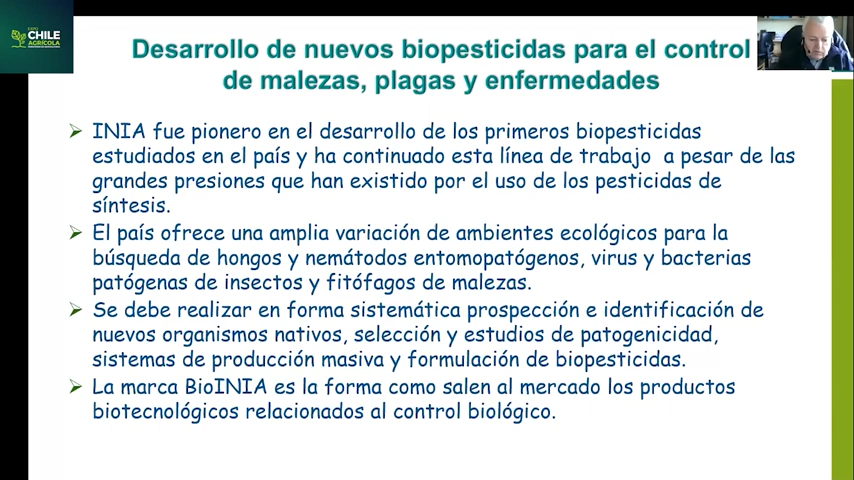 CHILE
AGRÍCOLA
Desarrollo de nuevos biopesticidas para el control
de malezas, plagas y enfermedades
INIA fue pionero en el desarrollo de los primeros biopesticidas
estudiados en el país y ha continuado esta línea de trabajo a pesar de las
grandes presiones que han existido por el uso de los pesticidas de
síntesis.
El país ofrece una amplia variación de ambientes ecológicos para la
búsqueda de hongos y nemátodos entomopatógenos, virus y bacterias
patógenas de insectos y fitófagos de malezas.
Se debe realizar en forma sistemática prospección e identificación de
nuevos organismos nativos, selección y estudios de patogenicidad,
sistemas de producción masiva y formulación de biopesticidas.
La marca BioINIA es la forma como salen al mercado los productos
biotecnológicos relacionados al control biológico.